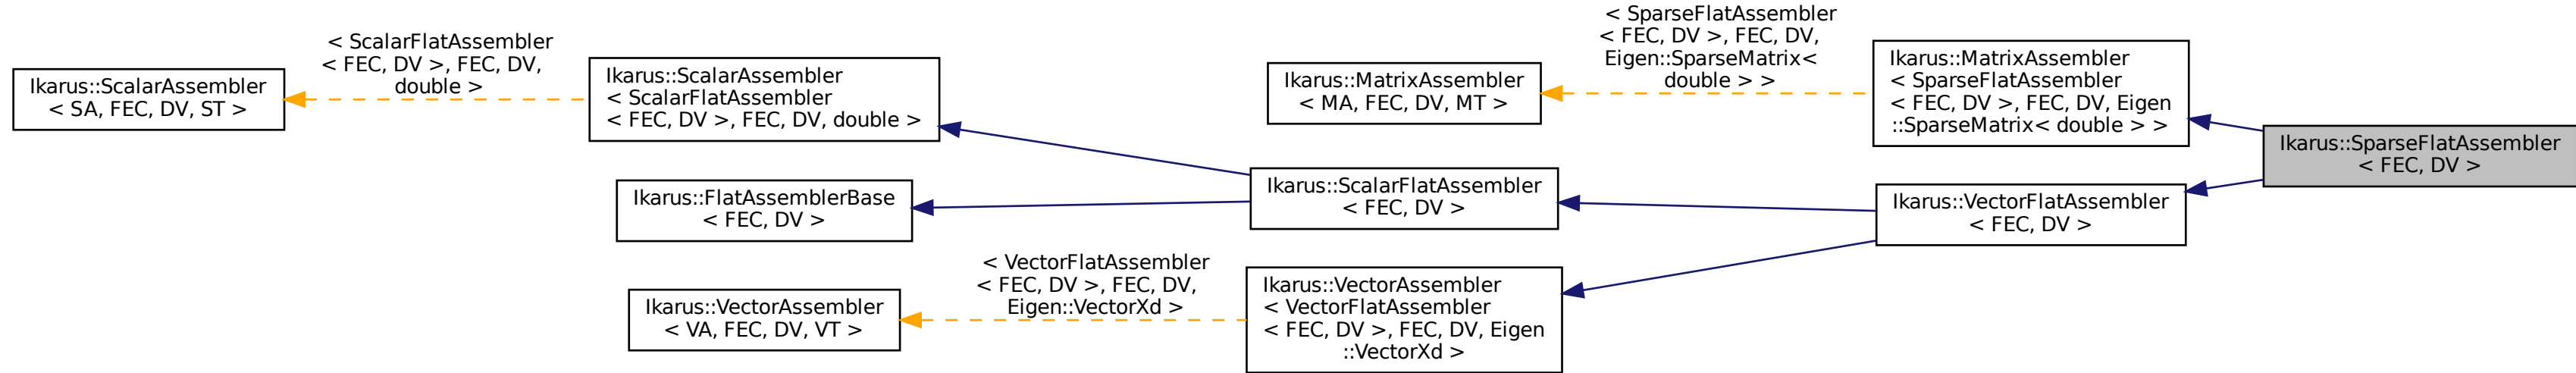 Ikarus::ScalarAssembler
< SA, FEC, DV, ST >
< ScalarFlatAssembler
< FEC, DV >, FEC, DV,
double >
Ikarus::ScalarAssembler
< ScalarFlatAssembler
< FEC, DV >, FEC, DV, double >
Ikarus::FlatAssemblerBase
< FEC, DV >
Ikarus::VectorAssembler
< VA, FEC, DV, VT >
< VectorFlatAssembler
< FEC, DV >, FEC, DV,
Eigen::VectorXd >
Ikarus::MatrixAssembler
< MA, FEC, DV, MT >
Ikarus::ScalarFlatAssembler
< FEC, DV >
Ikarus::VectorAssembler
< VectorFlatAssembler
< FEC, DV >, FEC, DV, Eigen
::VectorXd >
< SparseFlatAssembler
< FEC, DV >, FEC, DV,
Eigen::SparseMatrix<
double > >
Ikarus::MatrixAssembler
< SparseFlatAssembler
< FEC, DV >, FEC, DV, Eigen
::SparseMatrix< double > >
Ikarus::VectorFlatAssembler
< FEC, DV >
Ikarus::SparseFlatAssembler
< FEC, DV >